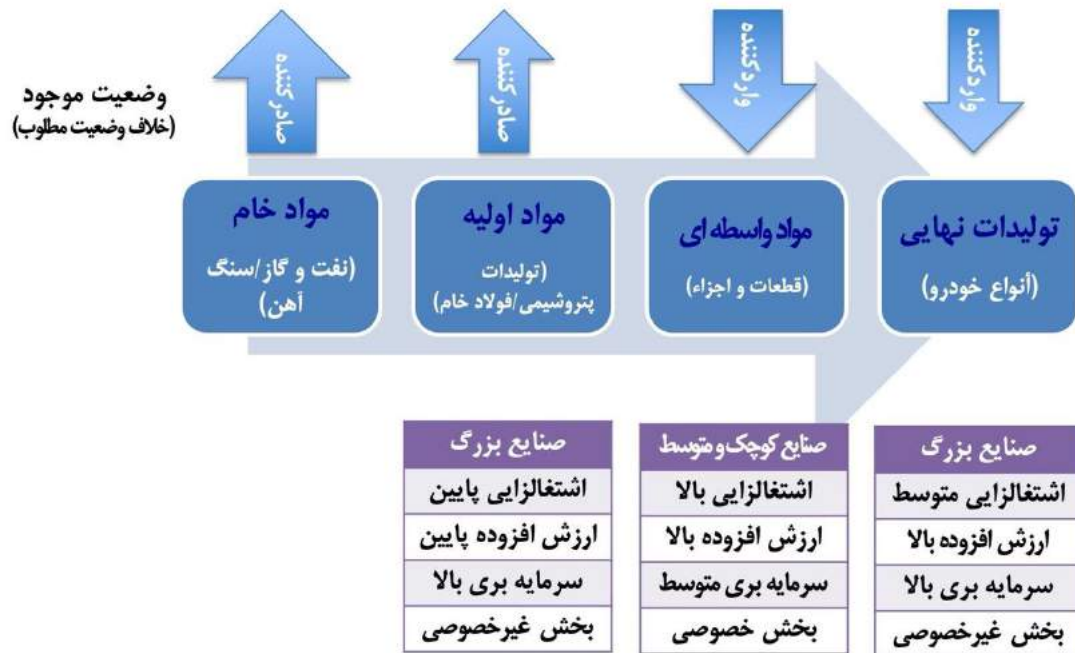 صادرکننده
صادرکننده
واردکننده
واردکننده
وضعیت موجود
(خلاف وضعیت مطلوب)
مواد خام
(نفت و گاز/سنگ
آهن)
مواد اولیه
(تولیدات
پتروشیمی/فولاد خام)
مواد واسطه ای
(قطعات و اجزاء)
تولیدات نهایی
(أنواع خودرو)
صنایع بزرگ
اشتغالزایی پایین
ارزش افزوده پایین
سرمایه بری بالا
بخش غیرخصوصی
صنایع کوچک و متوسط
اشتغالزایی بالا
ارزش افزوده بالا
سرمایه بری متوسط
بخش خصوصی
صنایع بزرگ
اشتغالزایی متوسط
ارزش افزوده بالا
سرمایه بری بالا
بخش غیرخصوصی